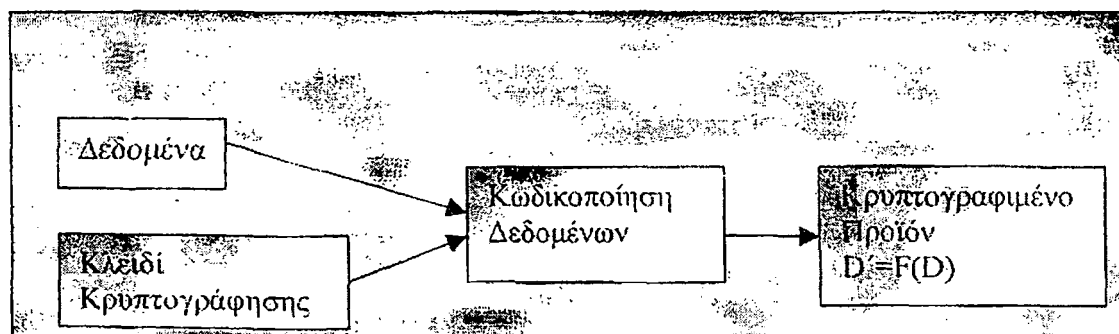 Δεδομένα
Κλειδί
Κρυπτογράφησης
Κωδικοποίηση
Δεδομένων
Κρυπτογραφιμένο
Προϊόν
D΄=F(D)